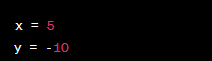 x = 5
y = -10